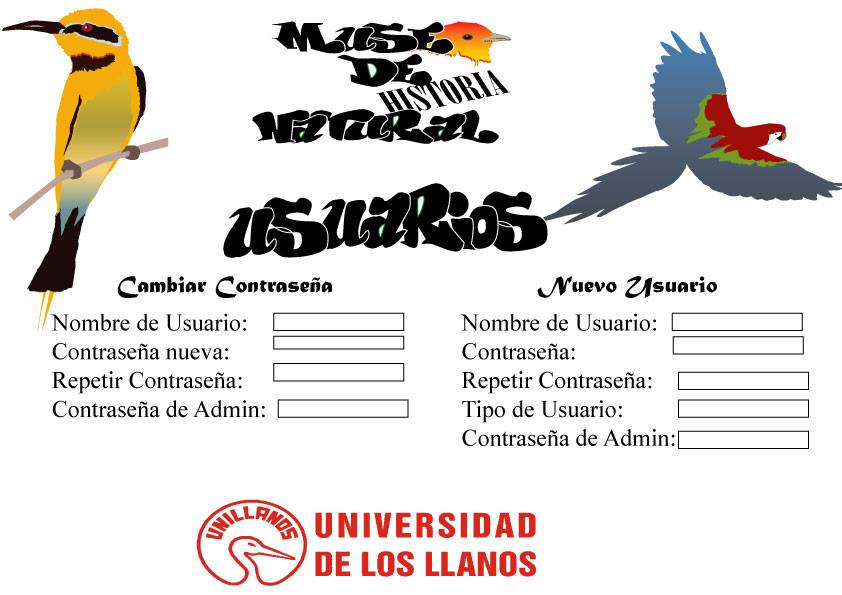 MUSEO
DE
HISTORIA
NATURAL
USUARIOS
Cambiar Contraseña
Nombre de Usuario:
Contraseña nueva:
Repetir Contraseña:
Contraseña de Admin:
Nuevo Usuario
Nombre de Usuario:
Contraseña:
Repetir Contraseña:
Tipo de Usuario:
Contraseña de Admin:
UNILLANOS
UNIVERSIDAD
DE LOS LLANOS